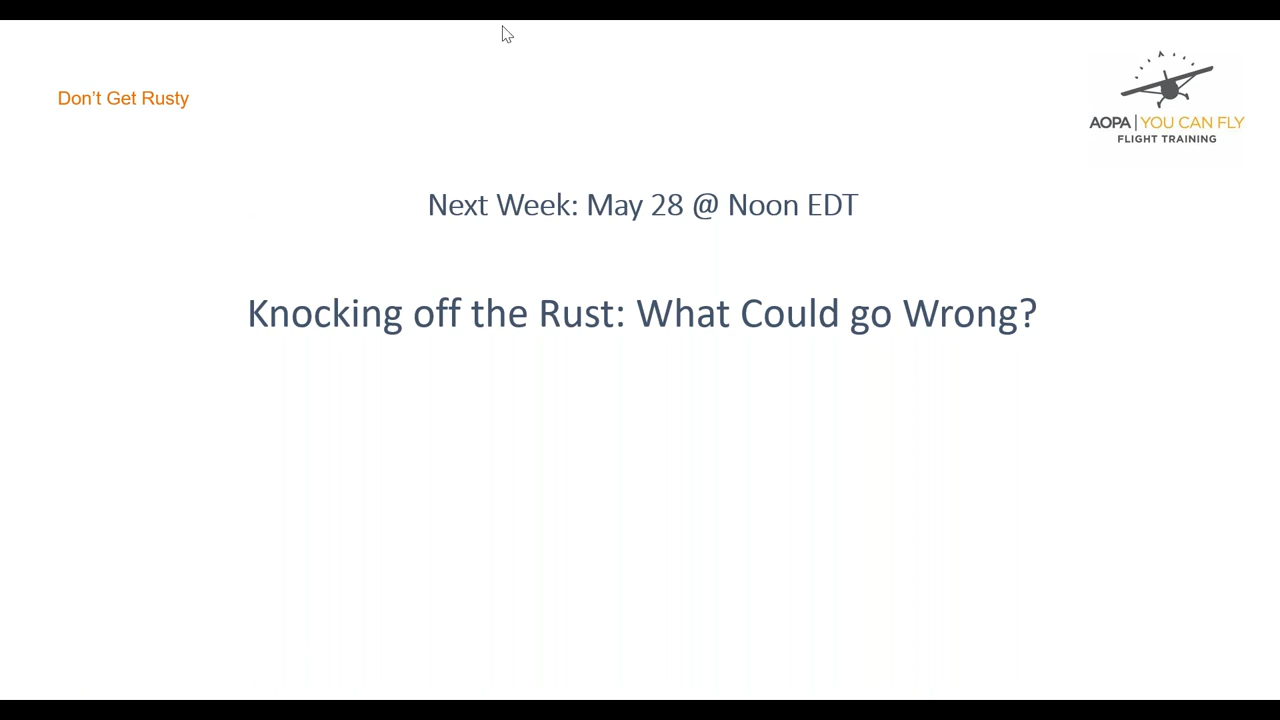 Don't Get Rusty
AOPA | YOU CAN FLY
FLIGHT TRAINING
Next Week: May 28 @ Noon EDT
Knocking off the Rust: What Could go Wrong?